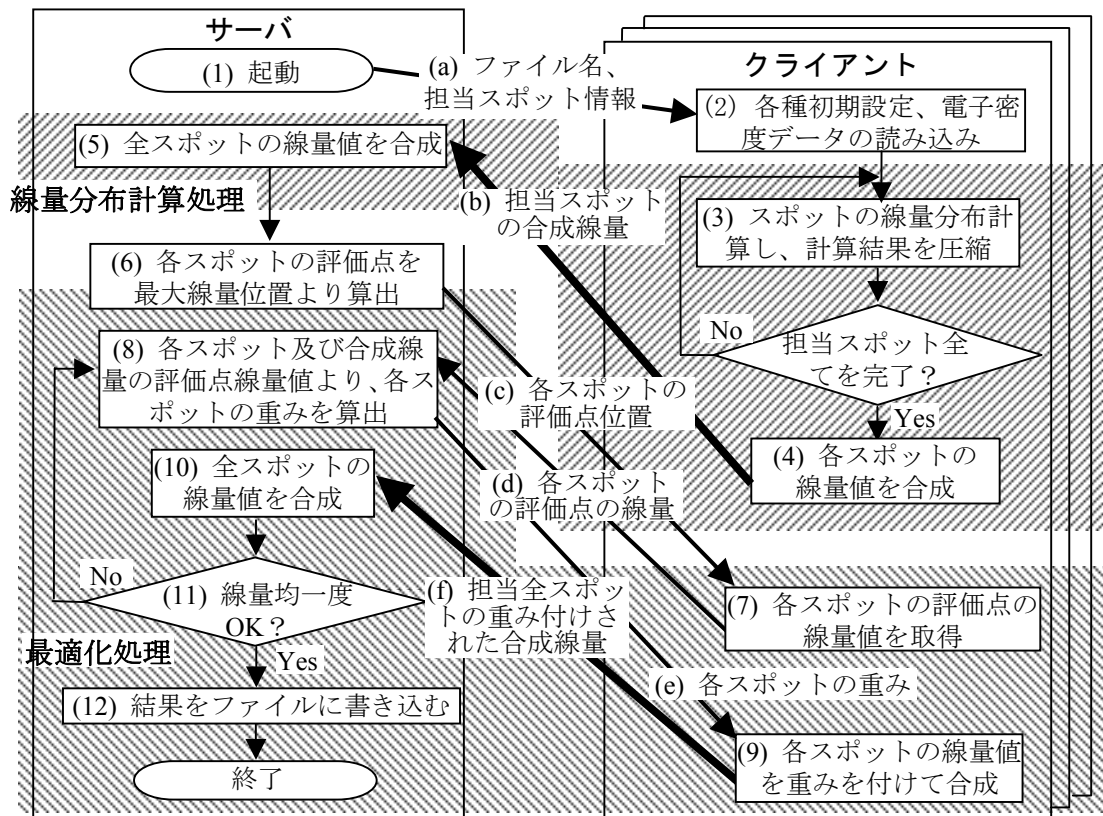 サーバ
(1) 起動
(a) ファイル名、
担当スポット情報
クライアント
(2) 各種初期設定、電子密
度データの読み込み
(5) 全スポットの線量値を合成
線量分布計算処理
(b) 担当スポット
の合成線量
(3) スポットの線量分布計
算し、計算結果を圧縮
(6) 各スポットの評価点を
最大線量位置より算出
No
担当スポット全
てを完了？
Yes
(8) 各スポット及び合成線
量の評価点線量値より、各ス
ポットの重みを算出
(c) 各スポットの
評価点位置
(4) 各スポットの
線量値を合成
(10) 全スポットの
線量値を合成
(d) 各スポット
の評価点の線量
No
(11) 線量均一度
OK？
Yes
(f) 担当全スポッ
トの重み付けさ
れた合成線量
(7) 各スポットの評価点の
線量値を取得
最適化処理
(e) 各スポットの重み
(12) 結果をファイルに書き込む
(9) 各スポットの線量値
を重みを付けて合成
終了